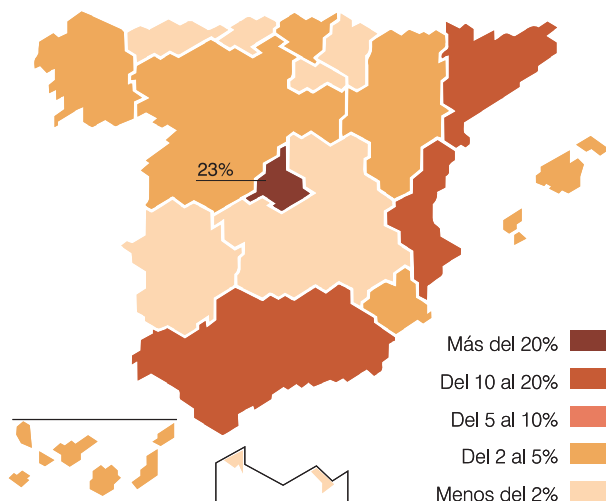 23%
Más del 20%
Del 10 al 20%
Del 5 al 10%
Del 2 al 5%
Menos del 2%